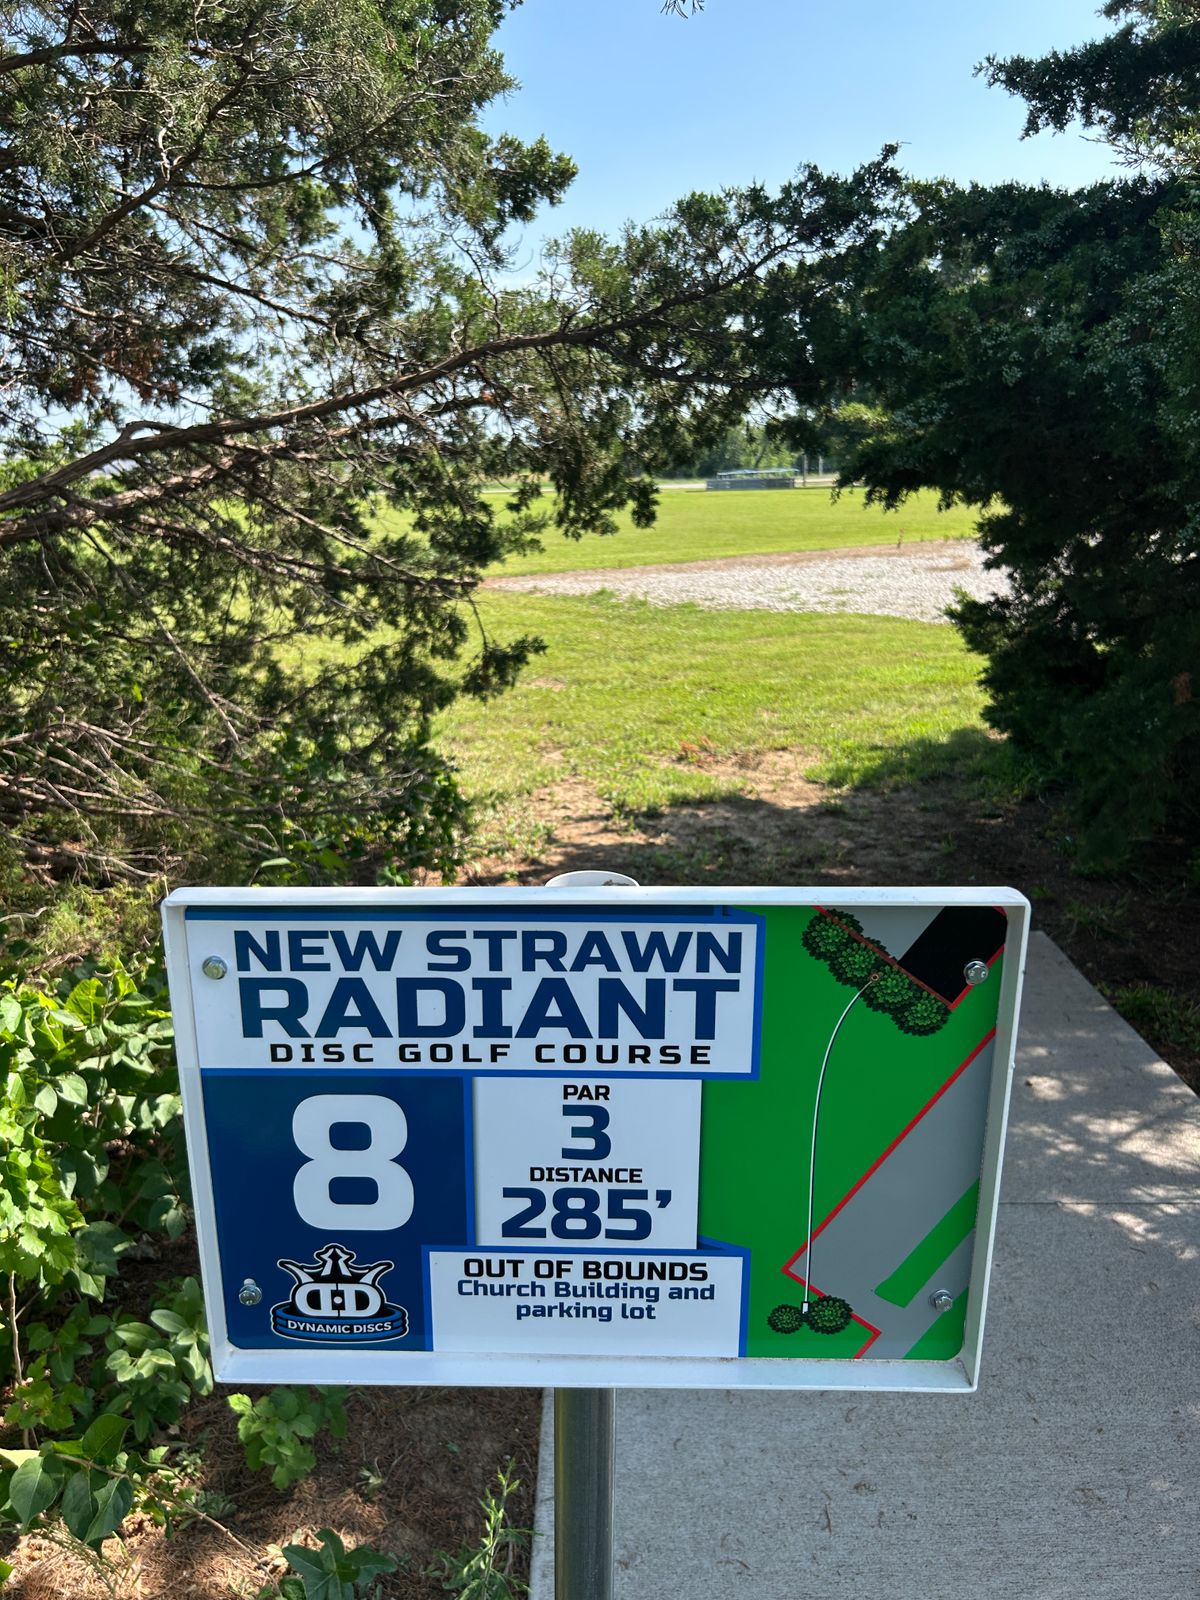 NEW STRAWN
RADIANT
DISC GOLF COURSE
8
PAR
3
DISTANCE
285’
DD
DYNAMIC DISCS
OUT OF BOUNDS
Church Building and
parking lot